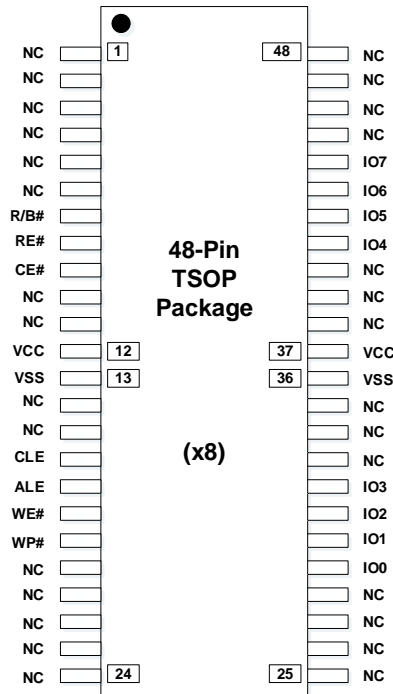 NC 1 48 NC
NC NC
NC NC
NC NC
NC IO7
NC IO6
R/B# IO5
RE# IO4
CE# NC
NC NC
NC NC
48-Pin
TSOP
Package
VCC 12 37 VCC
VSS 13 36 VSS
NC NC
NC NC
CLE NC
(x8)
ALE IO3
WE# IO2
WP# IO1
NC IO0
NC NC
NC NC
NC NC
NC 24 25 NC